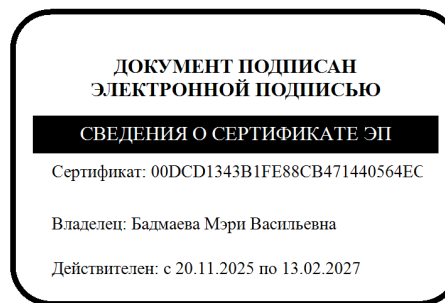 ДОКУМЕНТ ПОДПИСАН
ЭЛЕКТРОННОЙ ПОДПИСЬЮ
СВЕДЕНИЯ О СЕРТИФИКАТЕ ЭП
Сертификат: 00DCD1343B1FE88CB471440564EC
Владелец: Бадмаева Мэри Васильевна
Действителен: с 20.11.2025 по 13.02.2027